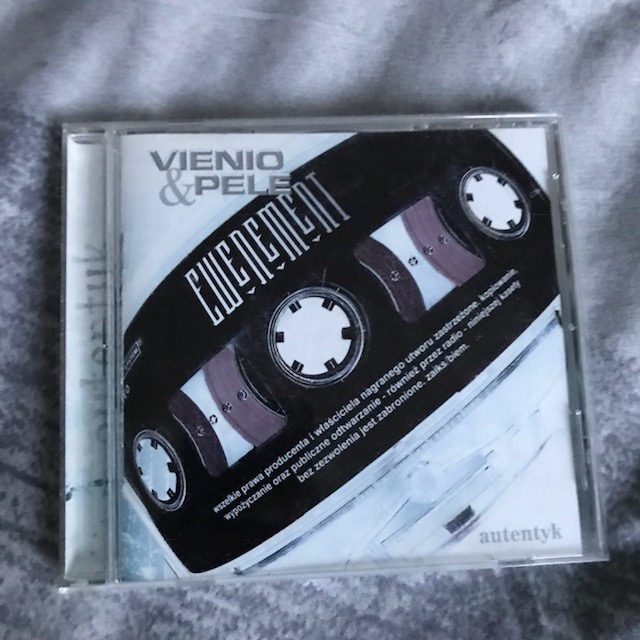 VIENIO
& PELE
EWENEMENT
wszelkie prawa producenta i właściciela nagranego utworu zastrzeżone. kopiowanie,
wypożyczanie oraz publiczne odtwarzanie - również przez radio - niniejszej kasety
bez zezwolenia jest zabronione. zaiks biem.
autentyk
autentyk